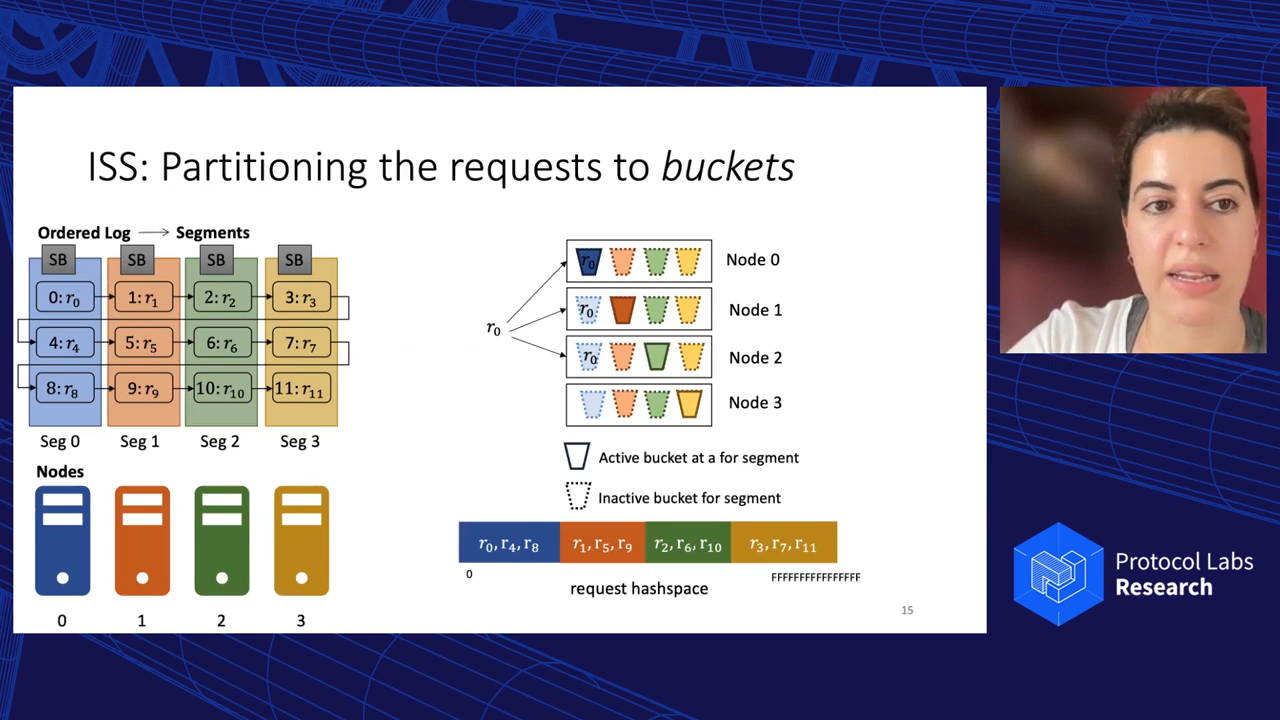 ISS: Partitioning the requests to buckets
Ordered Log → Segments
SB SB SB SB
0: r₀ 1: r₁ 2: r₂ 3: r₃
4: r₄ 5: r₅ 6: r₆ 7: r₇
8: r₈ 9: r₉ 10: r₁₀ 11: r₁₁
Seg 0 Seg 1 Seg 2 Seg 3
Nodes
0 1 2 3
r₀
r₀ Node 0
r₀ Node 1
r₀ Node 2
Node 3
Active bucket at a for segment
Inactive bucket for segment
r₀, r₄, r₈ r₁, r₅, r₉ r₂, r₆, r₁₀ r₃, r₇, r₁₁
0 FFFFFFFFFFFFFFFF
request hashspace
15
Protocol Labs
Research